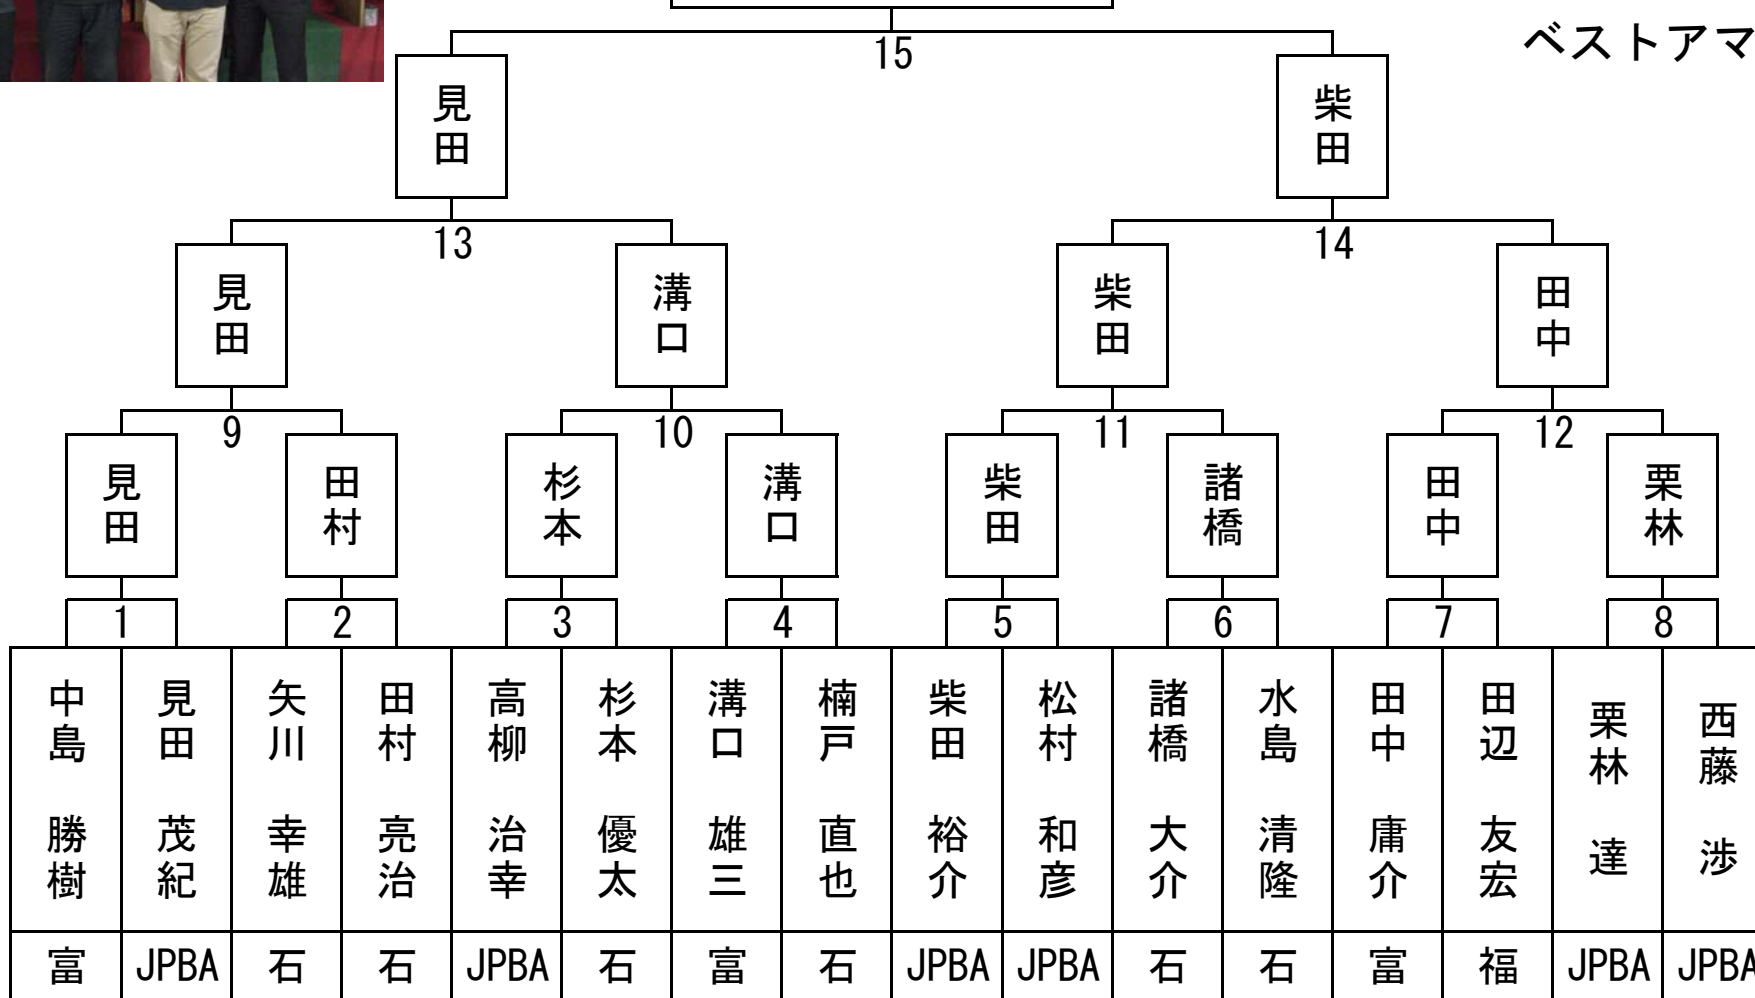 ベストアマ
15
見田
柴田
13
14
見田
溝口
柴田
田中
9
10
11
12
見田
田村
杉本
溝口
柴田
諸橋
田中
栗林
1
2
3
4
5
6
7
8
中島 勝樹
見田 茂紀
矢川 幸雄
田村 亮治
高柳 治幸
杉本 優太
溝口 雄三
楠戸 直也
柴田 裕介
松村 和彦
諸橋 大介
水島 清隆
田中 庸介
田辺 友宏
栗林 達
西藤 渉
富
JPBA
石
石
JPBA
石
富
石
JPBA
JPBA
石
石
富
福
JPBA
JPBA